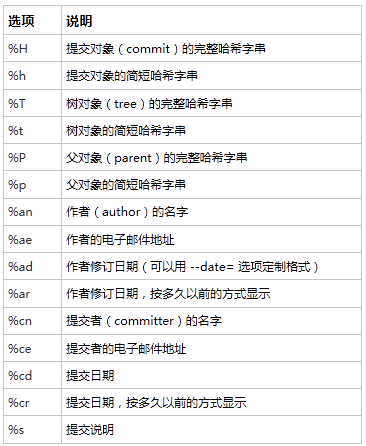 选项 说明
%H 提交对象（commit）的完整哈希字串
%h 提交对象的简短哈希字串
%T 树对象（tree）的完整哈希字串
%t 树对象的简短哈希字串
%P 父对象（parent）的完整哈希字串
%p 父对象的简短哈希字串
%an 作者（author）的名字
%ae 作者的电子邮件地址
%ad 作者修订日期（可以用 --date= 选项定制格式）
%ar 作者修订日期，按多久以前的方式显示
%cn 提交者（committer）的名字
%ce 提交者的电子邮件地址
%cd 提交日期
%cr 提交日期，按多久以前的方式显示
%s 提交说明